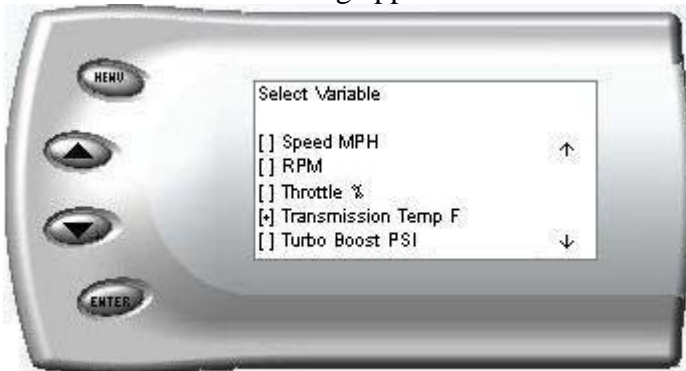 MENU
Select Variable
[ ] Speed MPH
[ ] RPM
[ ] Throttle %
[+] Transmission Temp F
[ ] Turbo Boost PSI
ENTER